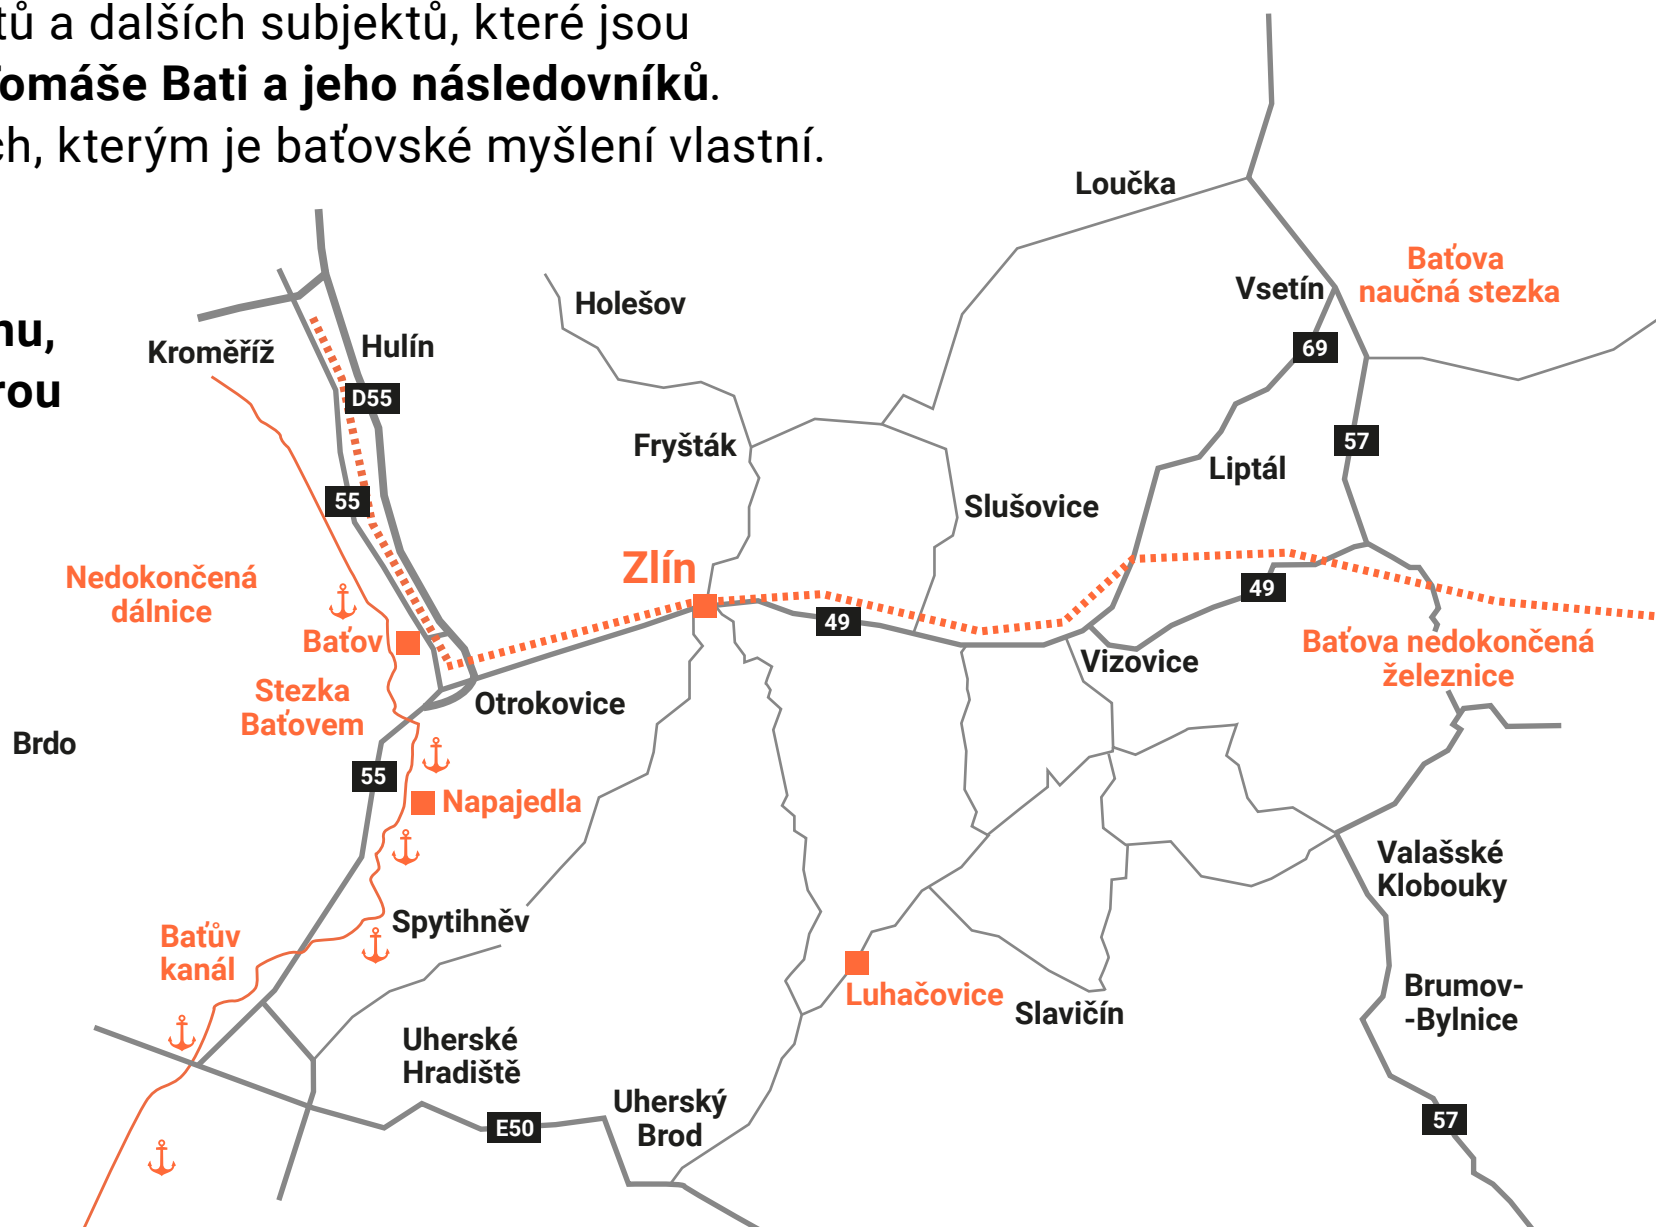 tů a dalších subjektů, které jsou
Tomáše Bati a jeho následovníků.
ch, kterým je baťovské myšlení vlastní.
nu,
rou
Loučka
Baťova
naučná stezka
Vsetín
Holešov
69
Hulín
Kroměříž
D55
57
Fryšták
Liptál
55
Slušovice
Zlín
Nedokončená
dálnice
49
49
Baťov
Baťova nedokončená
železnice
Vizovice
Stezka
Baťovem
Otrokovice
Brdo
55
Napajedla
Valašské
Klobouky
Spytihněv
Baťův
kanál
Luhačovice
Slavičín
Brumov-
-Bylnice
Uherské
Hradiště
Uherský
Brod
E50
57